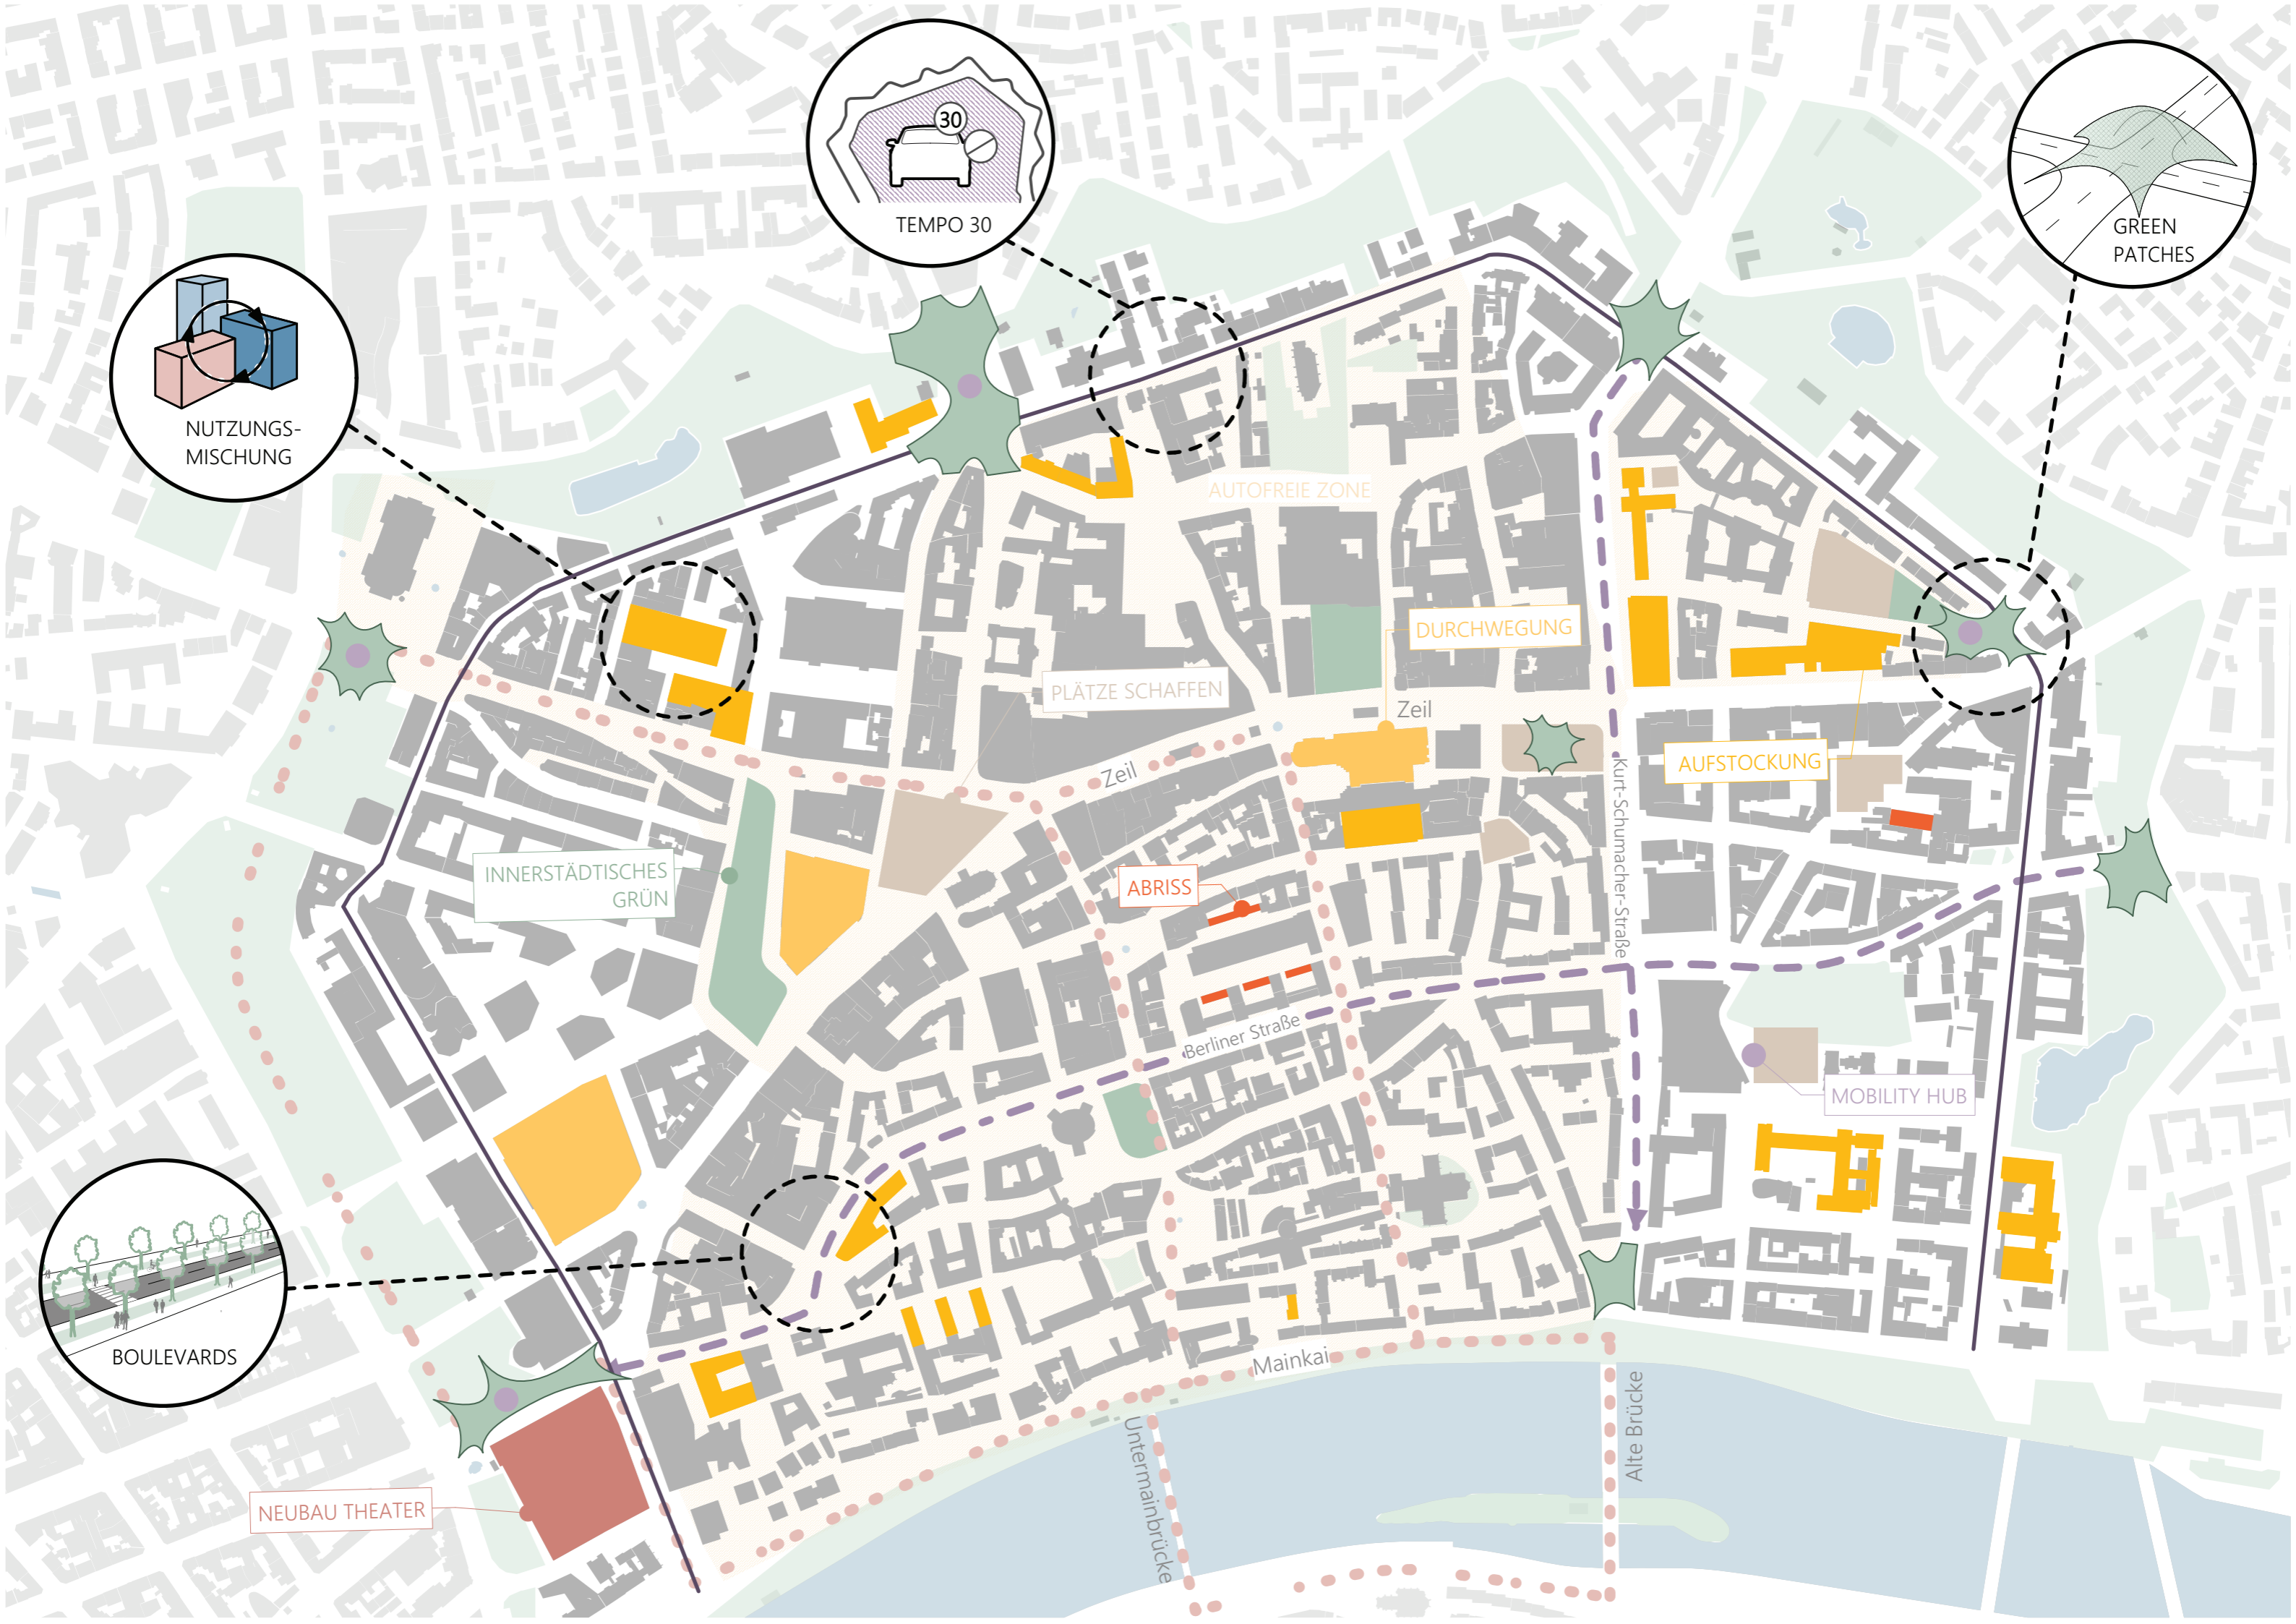 30
TEMPO 30
GREEN
PATCHES
NUTZUNGS-
MISCHUNG
AUTOFREIE ZONE
DURCHWEGUNG
PLÄTZE SCHAFFEN
Zeil
Zeil
AUFSTOCKUNG
Kurt-Schumacher-Straße
INNERSTÄDTISCHES
GRÜN
ABRISS
Berliner Straße
MOBILITY HUB
BOULEVARDS
Mainkai
Untermainbrücke
Alte Brücke
NEUBAU THEATER